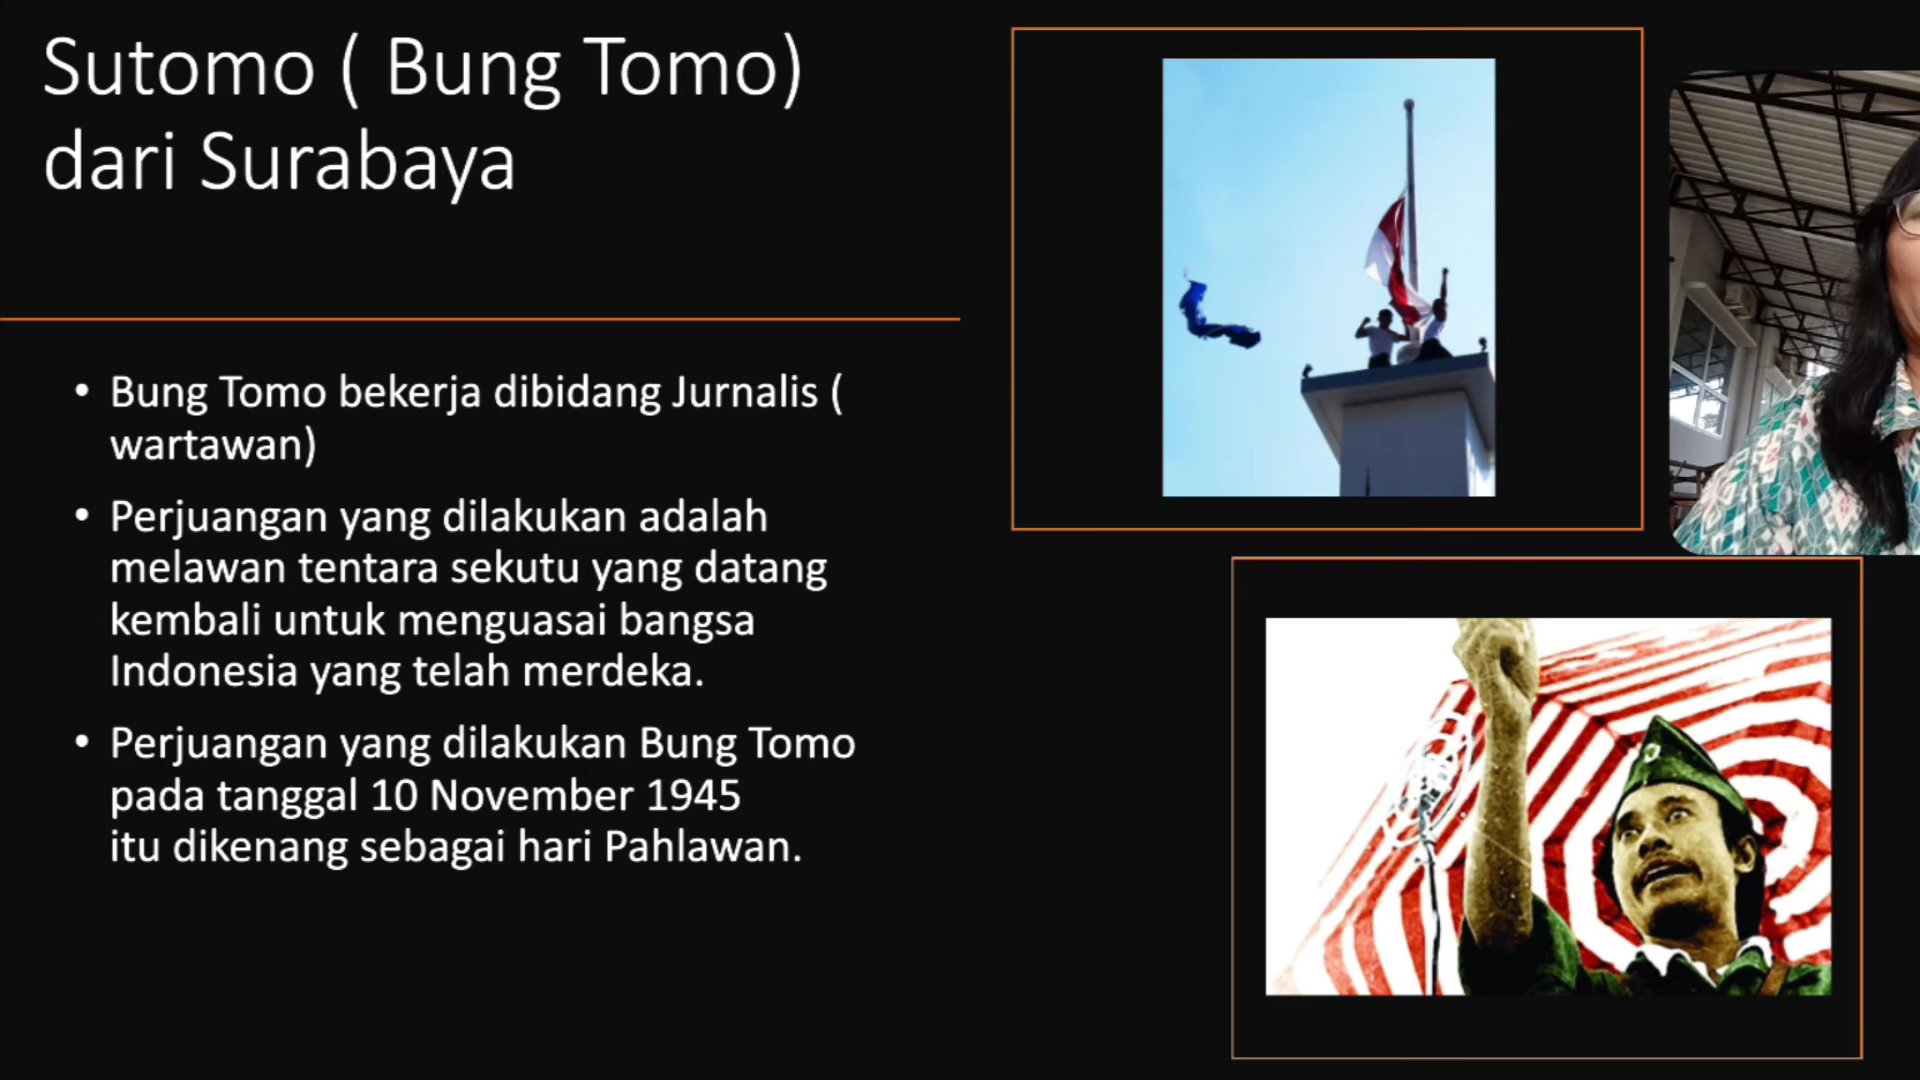 Sutomo ( Bung Tomo)
dari Surabaya
• Bung Tomo bekerja dibidang Jurnalis (
wartawan)
• Perjuangan yang dilakukan adalah
melawan tentara sekutu yang datang
kembali untuk menguasai bangsa
Indonesia yang telah merdeka.
• Perjuangan yang dilakukan Bung Tomo
pada tanggal 10 November 1945
itu dikenang sebagai hari Pahlawan.